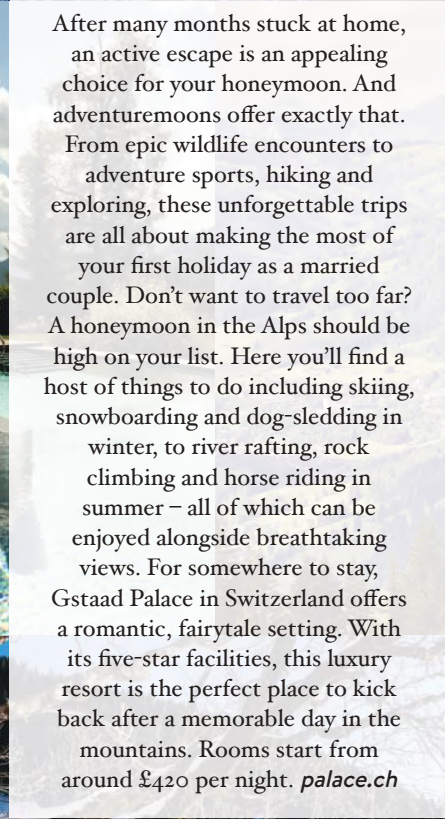 After many months stuck at home,
an active escape is an appealing
choice for your honeymoon. And
adventuremoons offer exactly that.
From epic wildlife encounters to
adventure sports, hiking and
exploring, these unforgettable trips
are all about making the most of
your first holiday as a married
couple. Don’t want to travel too far?
A honeymoon in the Alps should be
high on your list. Here you’ll find a
host of things to do including skiing,
snowboarding and dog-sledding in
winter, to river rafting, rock
climbing and horse riding in
summer – all of which can be
enjoyed alongside breathtaking
views. For somewhere to stay,
Gstaad Palace in Switzerland offers
a romantic, fairytale setting. With
its five-star facilities, this luxury
resort is the perfect place to kick
back after a memorable day in the
mountains. Rooms start from
around £420 per night. palace.ch